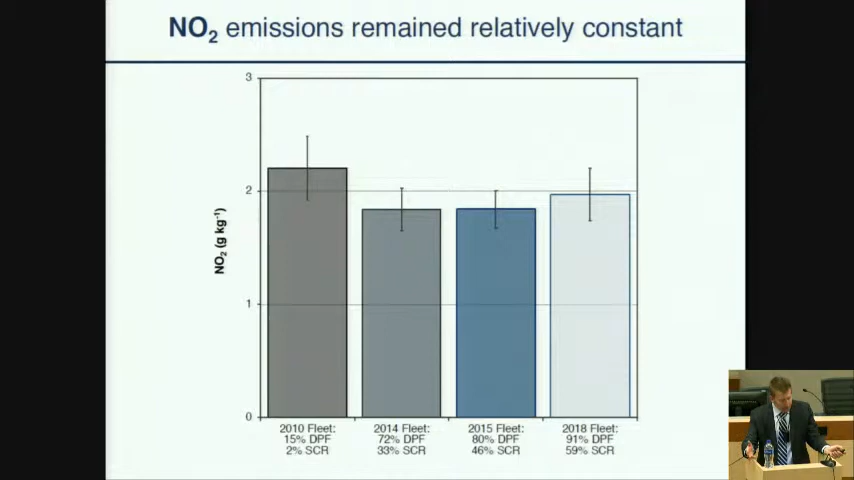 NO2 emissions remained relatively constant
3
2
1
0
NO2 (g kg-1)
2010 Fleet:
15% DPF
2% SCR
2014 Fleet:
72% DPF
33% SCR
2015 Fleet:
80% DPF
46% SCR
2018 Fleet:
91% DPF
59% SCR